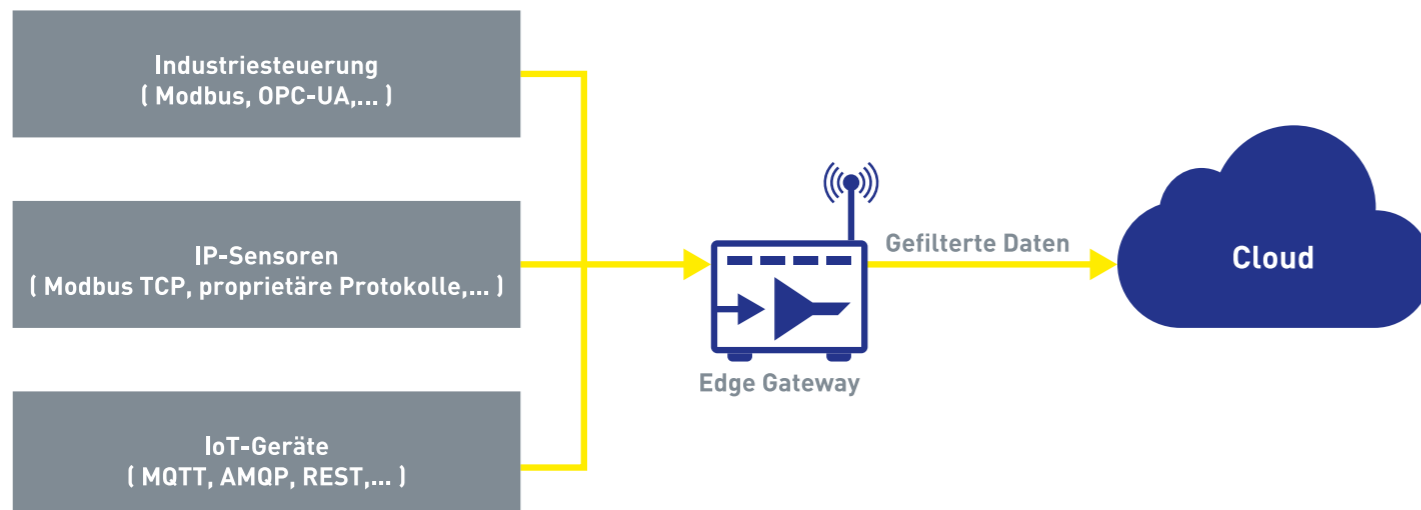 Industriesteuerung
( Modbus, OPC-UA,... )
IP-Sensoren
( Modbus TCP, proprietäre Protokolle,... )
IoT-Geräte
( MQTT, AMQP, REST,... )
Edge Gateway
Gefilterte Daten
Cloud